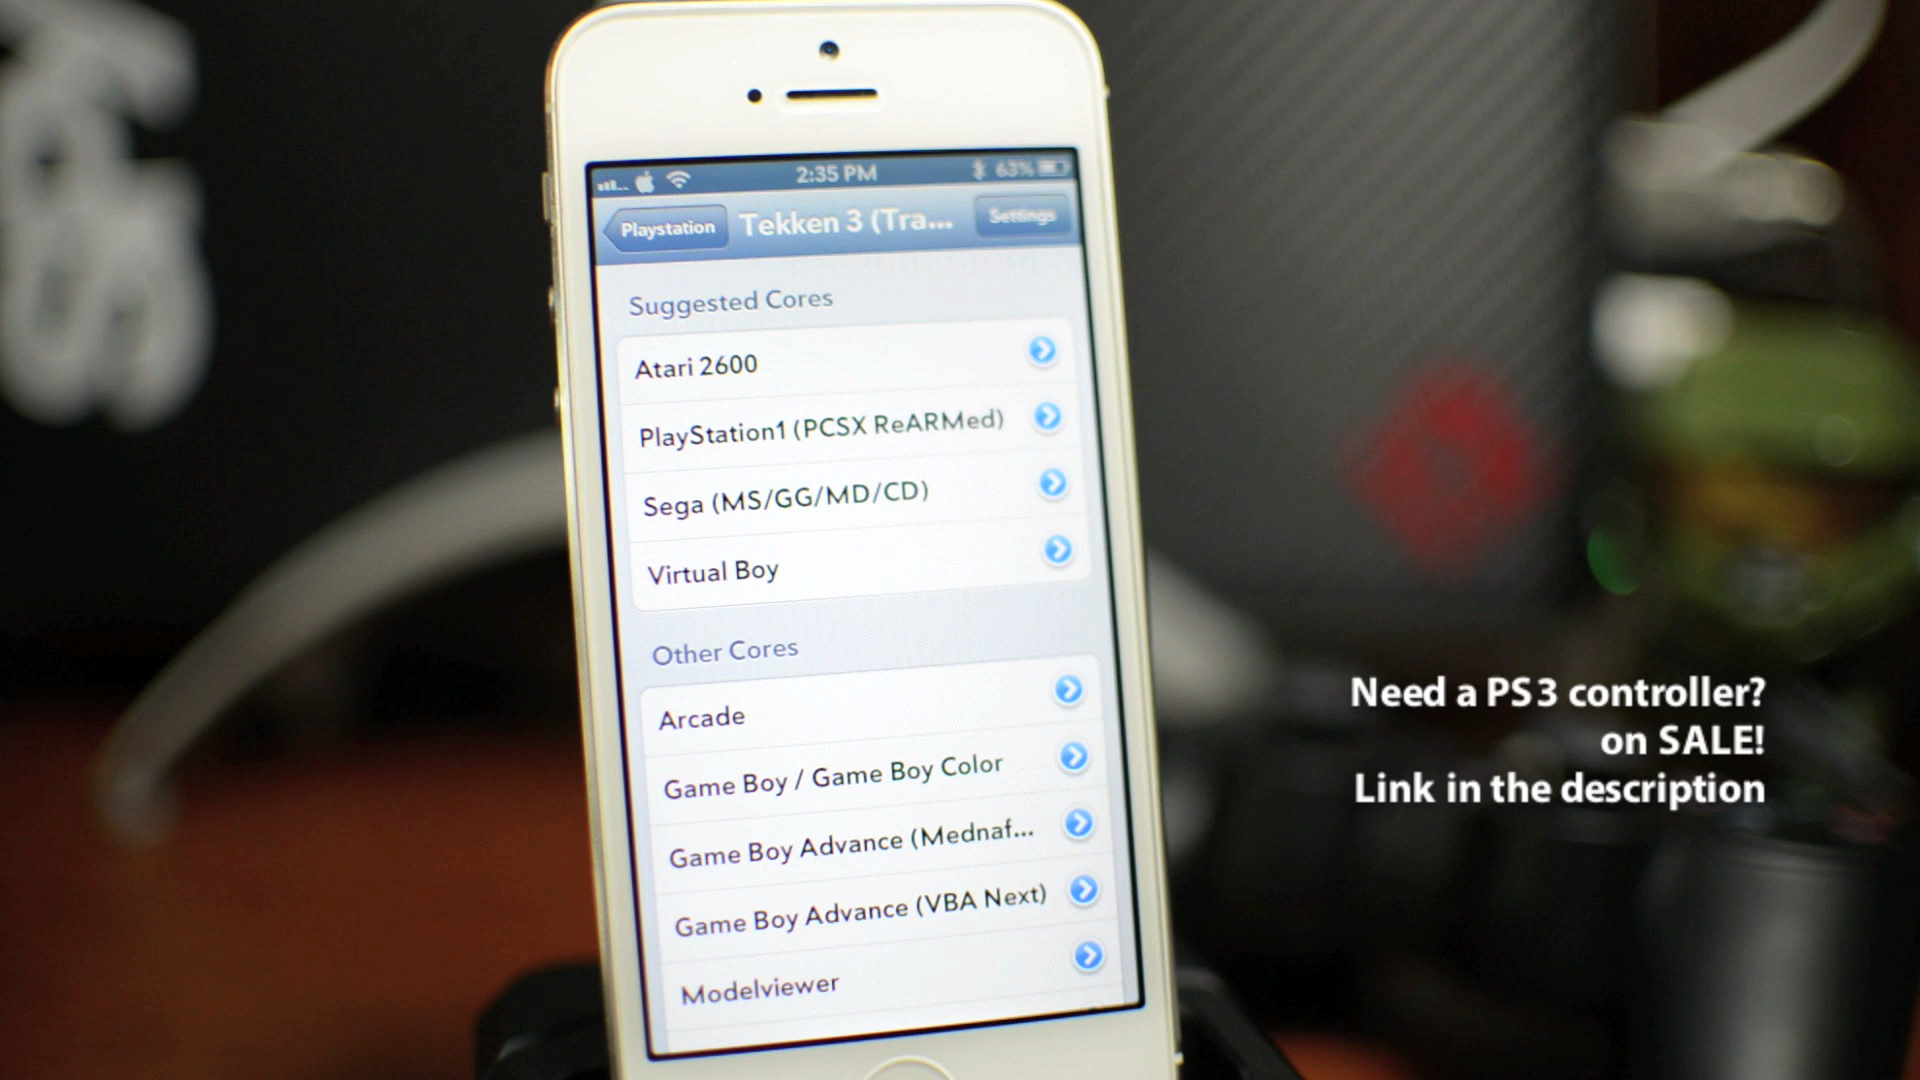 2:35 PM
63%
Playstation
Tekken 3 (Tra...
Settings
Suggested Cores
Atari 2600
PlayStation1 (PCSX ReARMed)
Sega (MS/GG/MD/CD)
Virtual Boy
Other Cores
Arcade
Game Boy / Game Boy Color
Game Boy Advance (Mednaf...
Game Boy Advance (VBA Next)
Modelviewer
Need a PS3 controller?
on SALE!
Link in the description